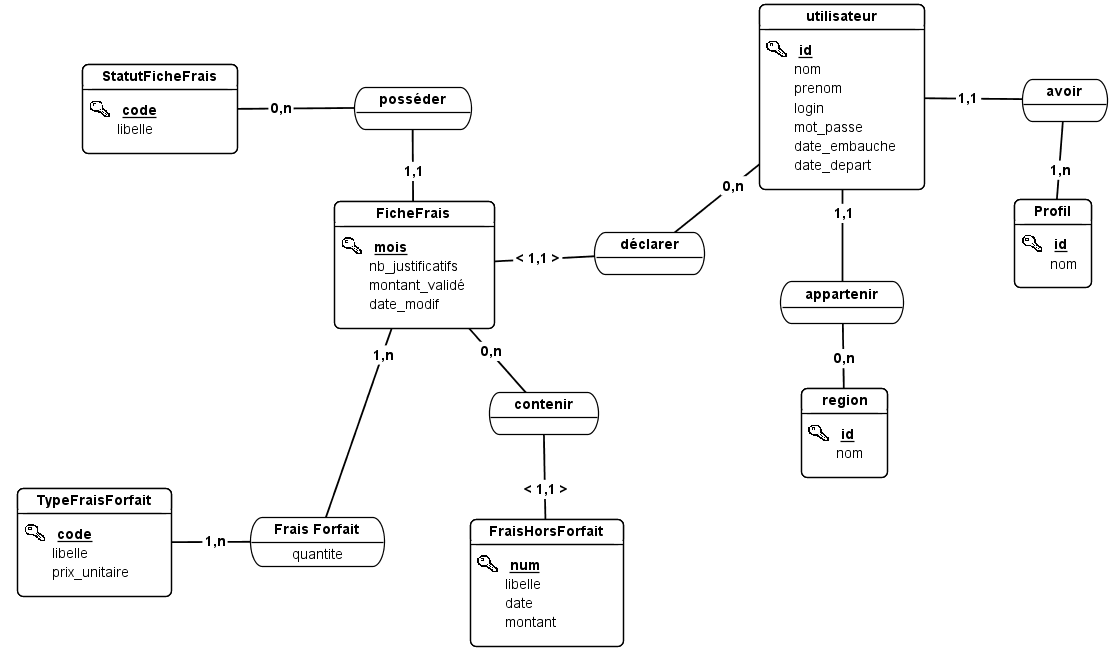 utilisateur
id
nom
prenom
login
mot_passe
date_embauche
date_depart
StatutFicheFrais
code
libelle
0,n
posséder
1,1
1,1
avoir
1,n
Profil
id
nom
FicheFrais
mois
nb_justificatifs
montant_validé
date_modif
< 1,1 >
déclarer
0,n
1,1
appartenir
0,n
region
id
nom
1,n
0,n
contenir
< 1,1 >
TypeFraisForfait
code
libelle
prix_unitaire
1,n
Frais Forfait
quantite
FraisHorsForfait
num
libelle
date
montant